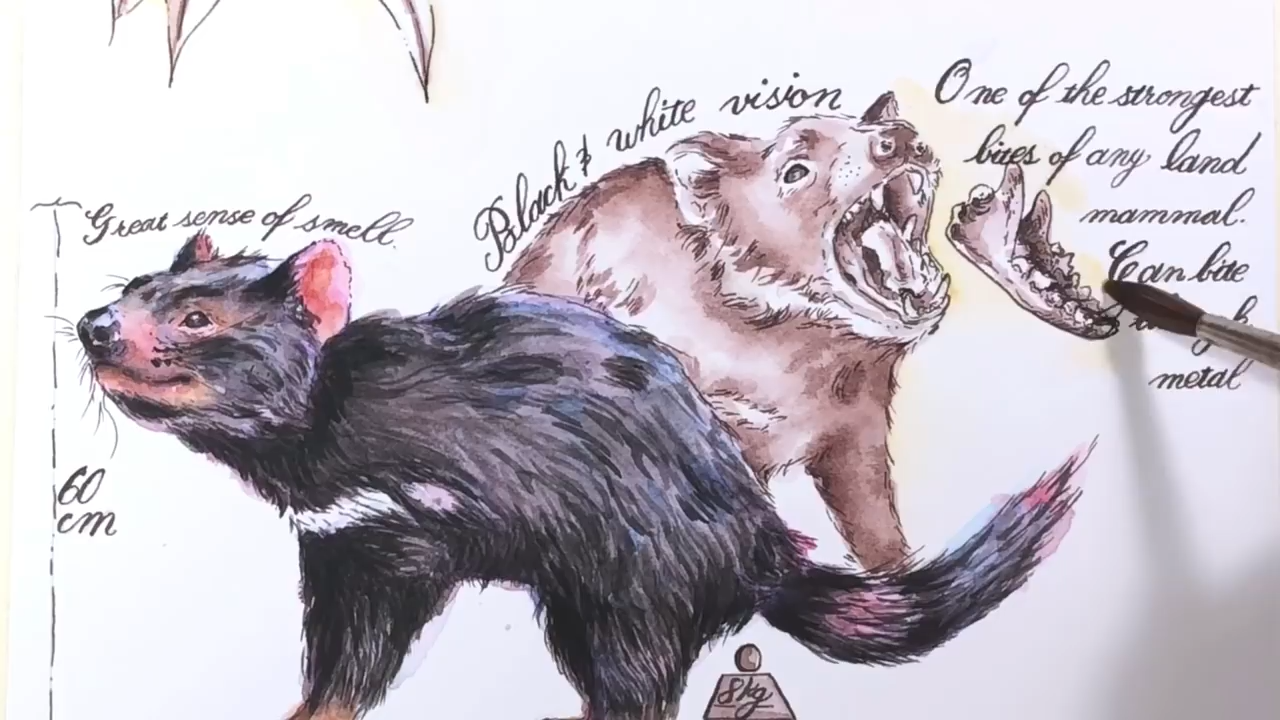 Great sense of smell.
Black & white vision
One of the strongest
bites of any land
mammal.
Can bite
metal
60
cm
8kg